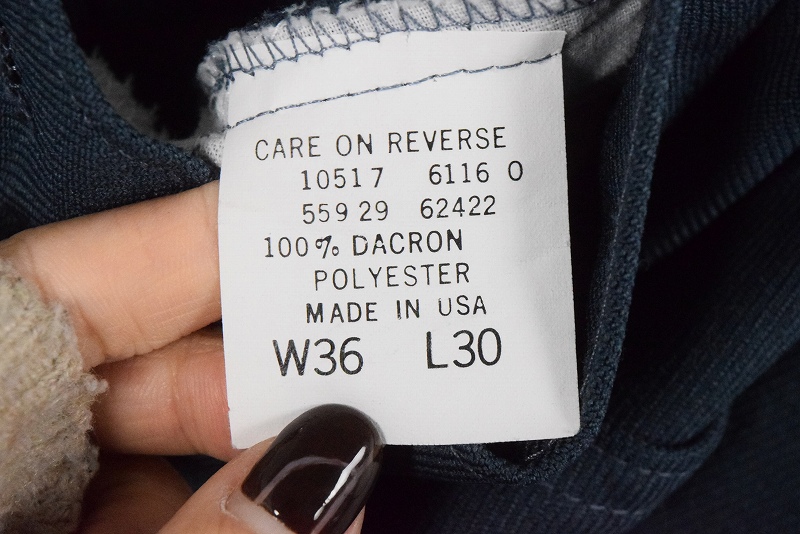 CARE ON REVERSE
10517 6116 0
559 29 62422
100% DACRON
POLYESTER
MADE IN USA
W36 L30